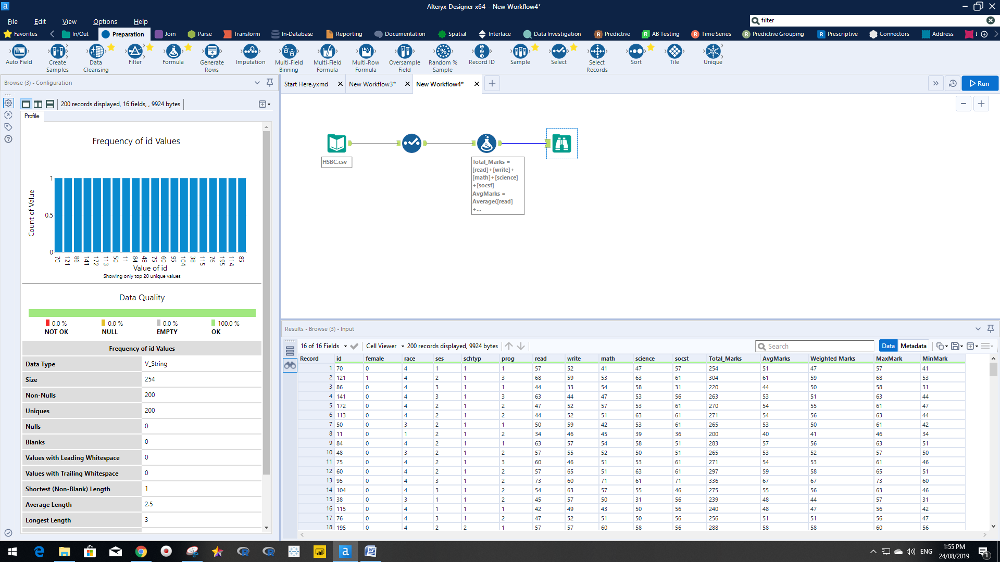 Alteryx Designer x64 - New Workflow4*
File Edit View Options Help
filter
Favorites In/Out Preparation Join Parse Transform In-Database Reporting Documentation Spatial Interface Data Investigation Predictive AB Testing Time Series Predictive Grouping Prescriptive Connectors Address
Auto Field Create Samples Data Cleansing Filter Formula Generate Rows Imputation Multi-Field Binning Multi-Field Formula Multi-Row Formula Oversample Field Random % Sample Record ID Sample Select Select Records Sort Tile Unique
Browse (3) - Configuration
Start Here.yxmd New Workflow3* New Workflow4*
Run
200 records displayed, 16 fields, , 9924 bytes
Profile
Frequency of id Values
Count of Value
1
0.5
0
70 121 86 141 172 113 50 11 84 48 75 60 95 104 38 115 76 195 114 85
Value of id
Showing only top 20 unique values
Data Quality
0.0 % 0.0 % 0.0 % 100.0 %
NOT OK NULL EMPTY OK
Frequency of id Values
Data Type V_String
Size 254
Non-Nulls 200
Uniques 200
Nulls 0
Blanks 0
Values with Leading Whitespace 0
Values with Trailing Whitespace 0
Shortest (Non-Blank) Length 1
Average Length 2.5
Longest Length 3
HSBC.csv
Total_Marks =
[read]+[write]+
[math]+[science]
+[socst]
AvgMarks =
Average([read]
+...
Results - Browse (3) - Input
16 of 16 Fields Cell Viewer 200 records displayed, 9924 bytes Search Data Metadata
Record id female race ses schtyp prog read write math science socst Total_Marks AvgMarks Weighted Marks MaxMark MinMark
1 70 0 4 1 1 1 57 52 41 47 57 254 51 47 57 41
2 121 1 4 2 1 3 68 59 53 63 61 304 61 59 68 53
3 86 0 4 3 1 1 44 33 54 58 31 220 44 50 58 31
4 141 0 4 3 1 3 63 44 47 53 56 263 53 51 63 44
5 172 0 4 2 1 2 47 52 57 53 61 270 54 55 61 47
6 113 0 4 2 1 2 44 52 51 63 61 271 54 56 63 44
7 50 0 3 2 1 1 50 59 42 53 61 265 53 50 61 42
8 11 0 1 2 1 2 34 46 45 39 36 200 40 41 46 34
9 84 0 4 2 1 1 63 57 54 58 51 283 57 56 63 51
10 48 0 3 2 1 2 57 55 52 50 51 265 53 52 57 50
11 75 0 4 2 1 3 60 46 51 53 61 271 54 53 61 46
12 60 0 4 2 1 2 57 65 51 63 61 297 59 58 65 51
13 95 0 4 3 1 2 73 60 71 61 71 336 67 67 73 60
14 104 0 4 3 1 2 54 63 57 55 46 275 55 56 63 46
15 38 0 3 1 1 2 45 57 50 31 56 239 48 44 57 31
16 115 0 4 1 1 1 42 49 43 50 56 240 48 47 56 42
17 76 0 4 3 1 2 47 52 51 50 56 256 51 51 56 47
18 195 0 4 2 2 1 57 57 60 58 56 288 58 58 60 56
ENG
1:55 PM
24/08/2019
1